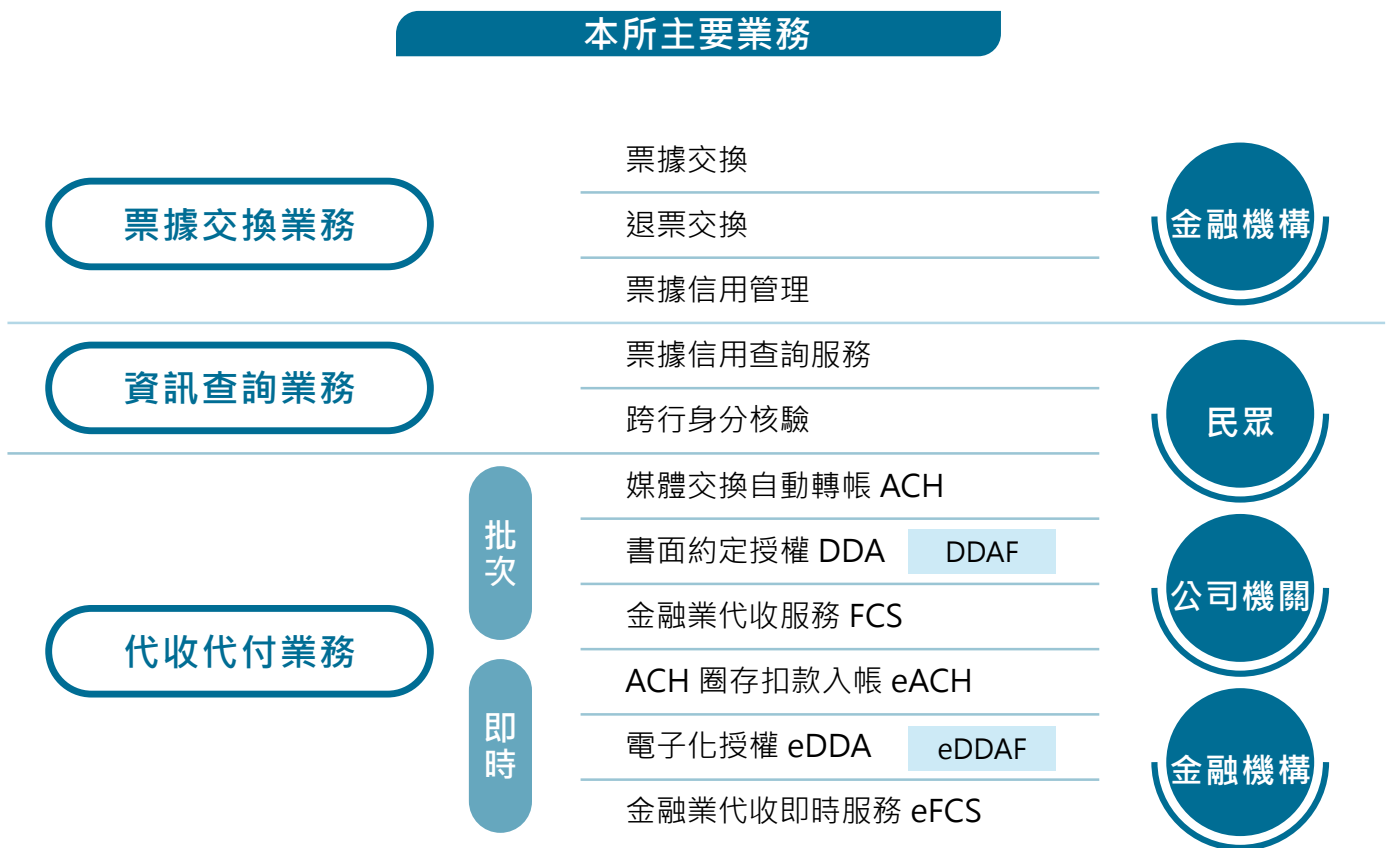 本所主要業務
票據交換業務
票據交換
退票交換
票據信用管理
金融機構
資訊查詢業務
票據信用查詢服務
跨行身分核驗
民眾
代收代付業務
批次
媒體交換自動轉帳 ACH
書面約定授權 DDA DDAF
金融業代收服務 FCS
公司機關
即時
ACH 圈存扣款入帳 eACH
電子化授權 eDDA eDDAF
金融業代收即時服務 eFCS
金融機構